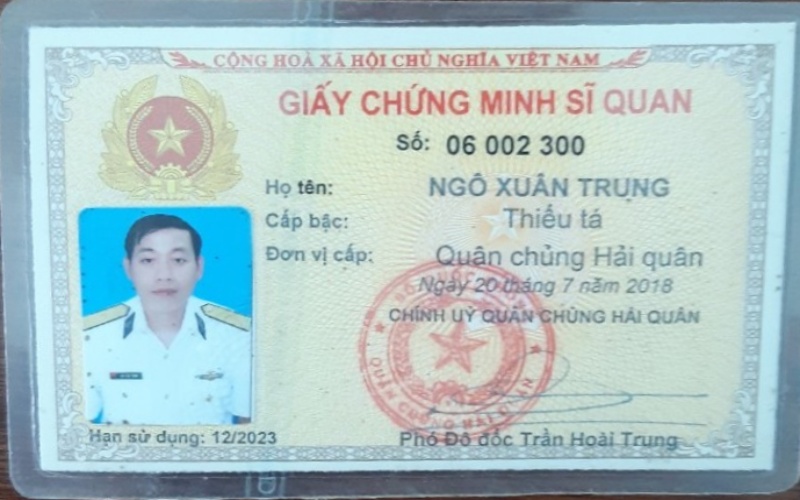 CỘNG HOÀ XÃ HỘI CHỦ NGHĨA VIỆT NAM
GIẤY CHỨNG MINH SĨ QUAN
Số: 06 002 300
Họ tên: NGÔ XUÂN TRUNG
Cấp bậc: Thiếu tá
Đơn vị cấp: Quân chủng Hải quân
Ngày 20 tháng 7 năm 2018
CHÍNH UỶ QUÂN CHỦNG HẢI QUÂN
QUÂN CHỦNG HẢI QUÂN
Hạn sử dụng: 12/2023
Phó Đô đốc Trần Hoài Trung